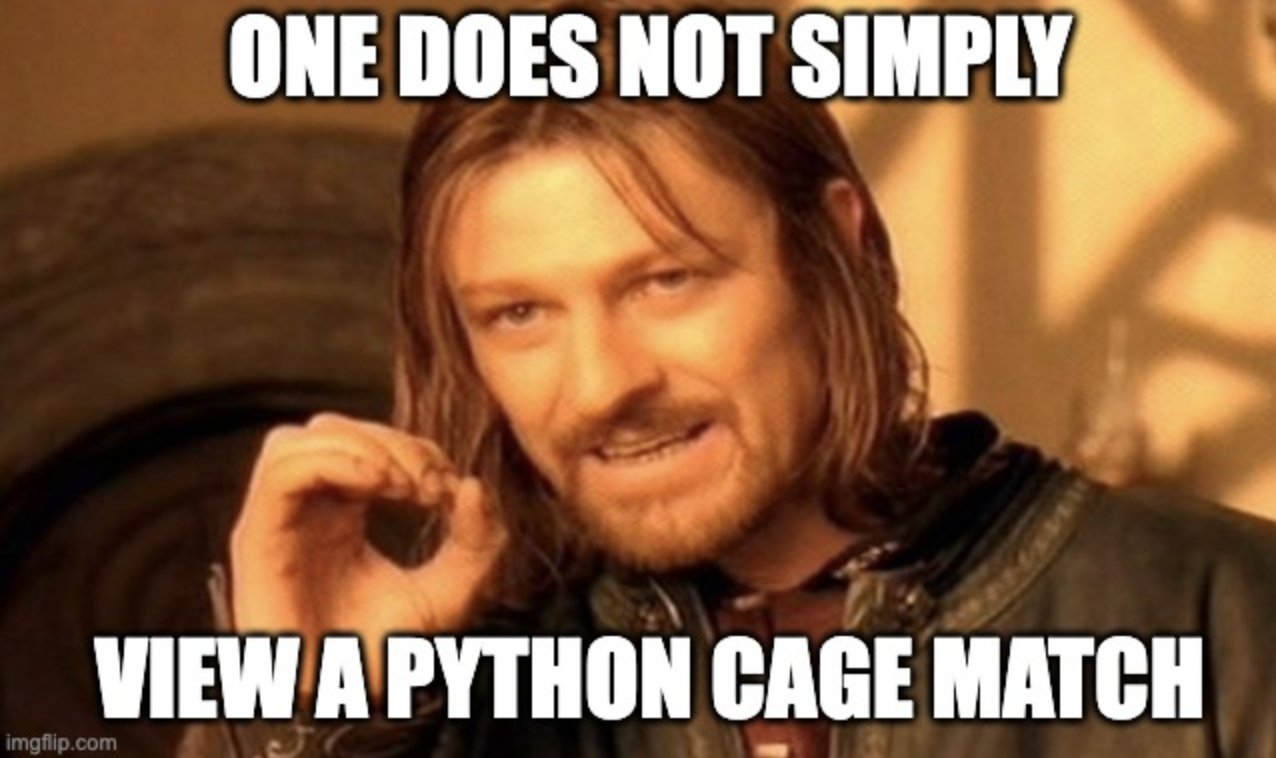 ONE DOES NOT SIMPLY
VIEW A PYTHON CAGE MATCH
imgflip.com